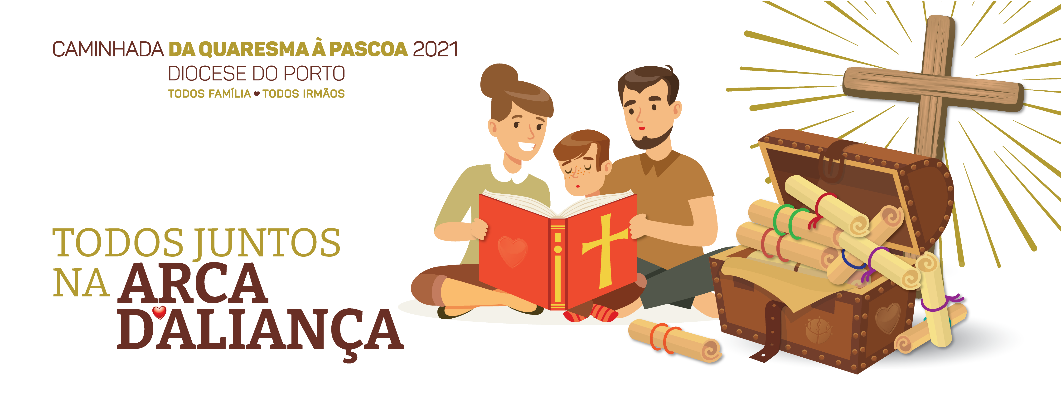 CAMINHADA DA QUARESMA À PASCOA 2021
DIOCESE DO PORTO
TODOS FAMÍLIA ♥ TODOS IRMÃOS
TODOS JUNTOS
NA ARCA
D'ALIANÇA